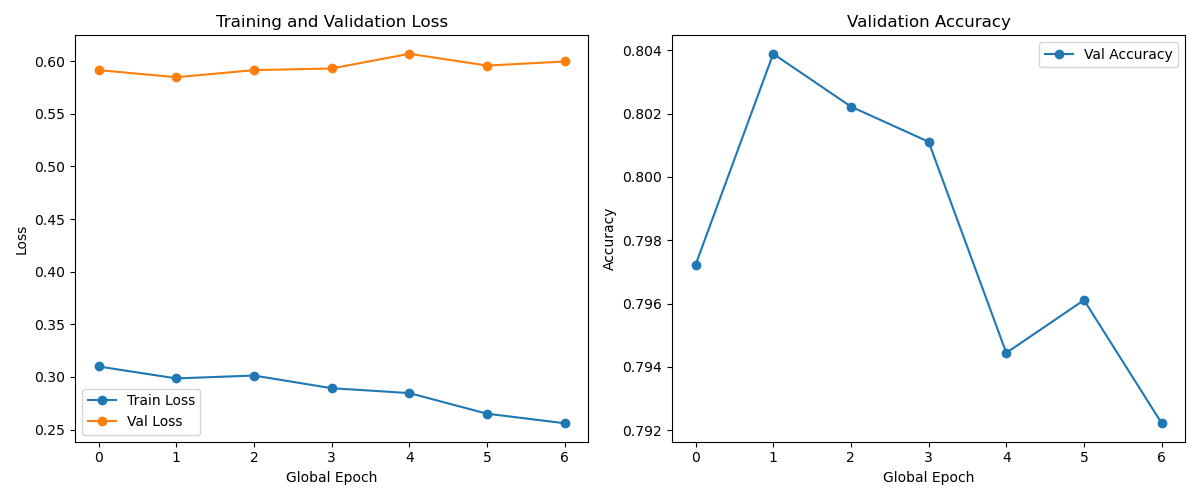 Training and Validation Loss
Loss
0.60
0.55
0.50
0.45
0.40
0.35
0.30
0.25
Train Loss
Val Loss
0 1 2 3 4 5 6
Global Epoch
Validation Accuracy
Accuracy
0.804
0.802
0.800
0.798
0.796
0.794
0.792
Val Accuracy
0 1 2 3 4 5 6
Global Epoch